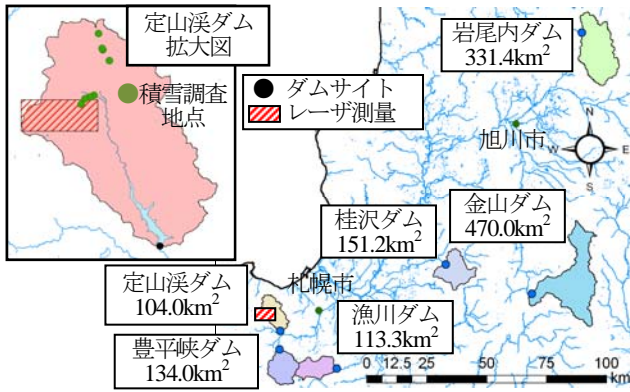 定山渓ダム
拡大図
積雪調査
地点
ダムサイト
レーザ測量
岩尾内ダム
331.4km²
旭川市
N
W
E
S
桂沢ダム
151.2km²
金山ダム
470.0km²
定山渓ダム
104.0km²
札幌市
漁川ダム
113.3km²
豊平峡ダム
134.0km²
0 12.5 25 50 75 100
km